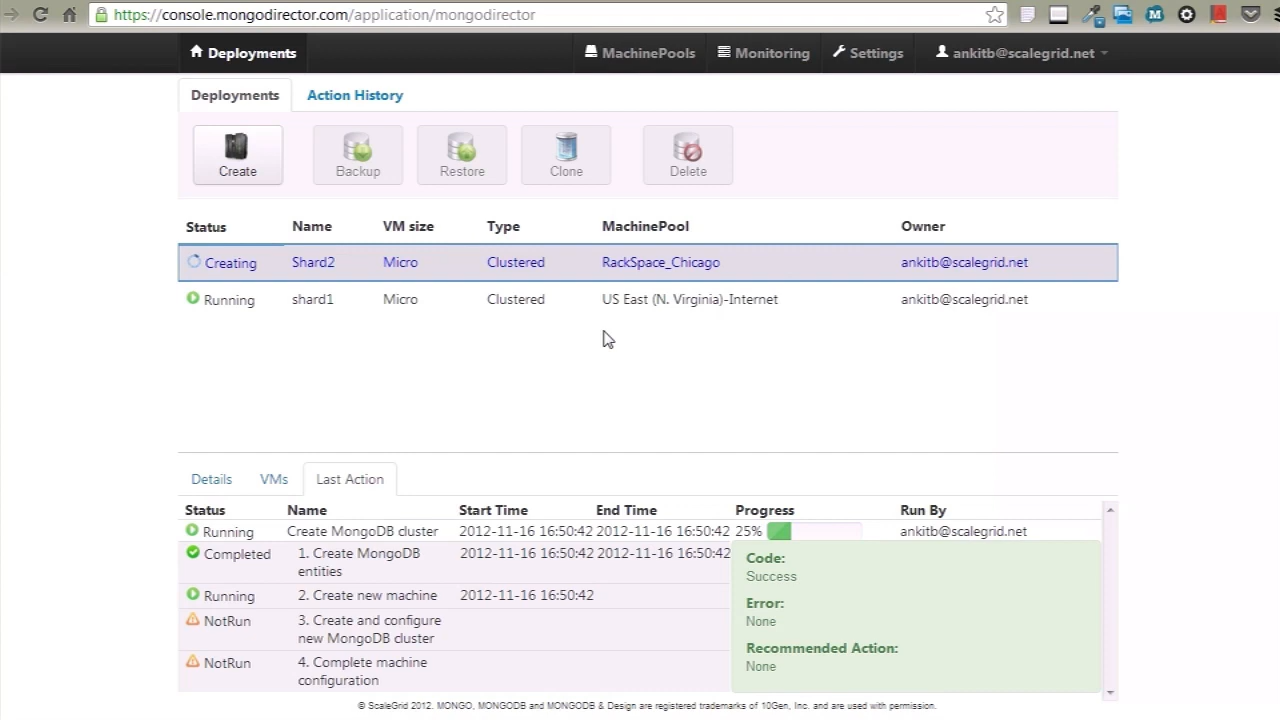 https://console.mongodirector.com/application/mongodirector
Deployments MachinePools Monitoring Settings ankitb@scalegrid.net
Deployments Action History
Create Backup Restore Clone Delete
Status Name VM size Type MachinePool Owner
Creating Shard2 Micro Clustered RackSpace_Chicago ankitb@scalegrid.net
Running shard1 Micro Clustered US East (N. Virginia)-Internet ankitb@scalegrid.net
Details VMs Last Action
Status Name Start Time End Time Progress Run By
Running Create MongoDB cluster 2012-11-16 16:50:42 2012-11-16 16:50:42 25% ankitb@scalegrid.net
Completed 1. Create MongoDB 2012-11-16 16:50:42 2012-11-16 16:50:42
entities
Running 2. Create new machine 2012-11-16 16:50:42
NotRun 3. Create and configure
new MongoDB cluster
NotRun 4. Complete machine
configuration
Code:
Success
Error:
None
Recommended Action:
None
© ScaleGrid 2012. MONGO, MONGODB and MONGODB & Design are registered trademarks of 10Gen, Inc. and are used with permission.